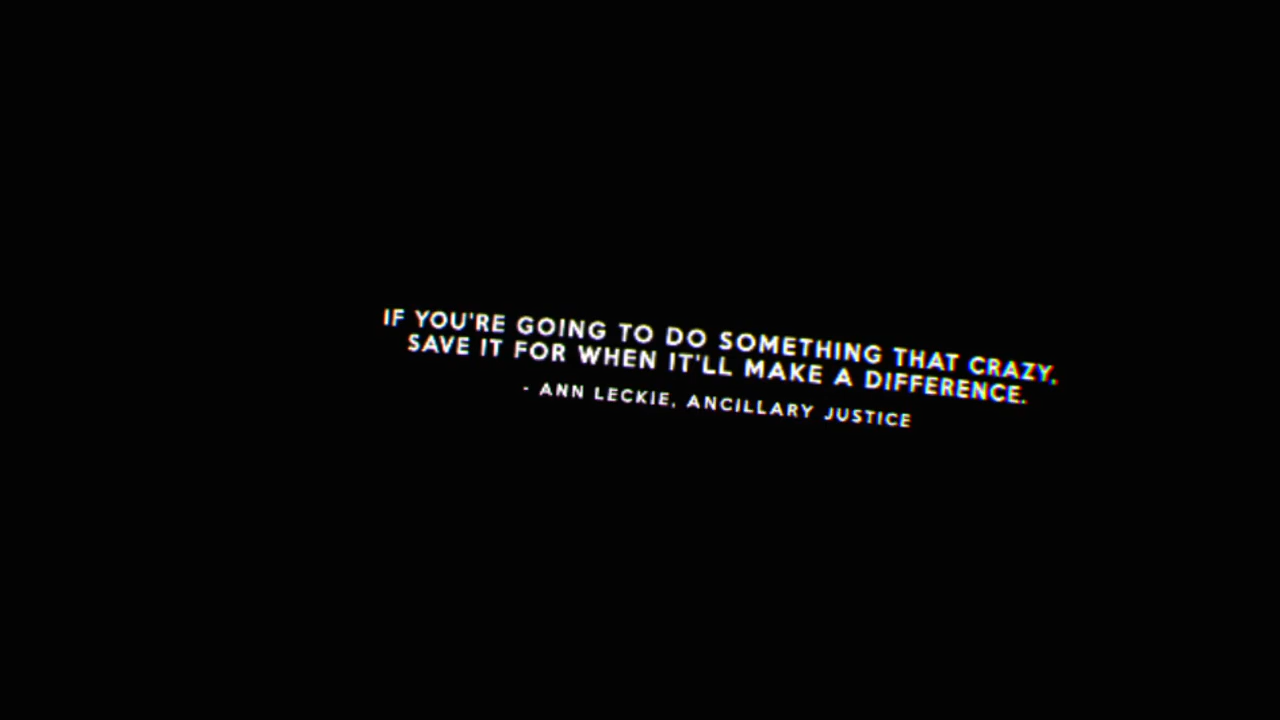 IF YOU'RE GOING TO DO SOMETHING THAT CRAZY,
SAVE IT FOR WHEN IT'LL MAKE A DIFFERENCE.
- ANN LECKIE, ANCILLARY JUSTICE